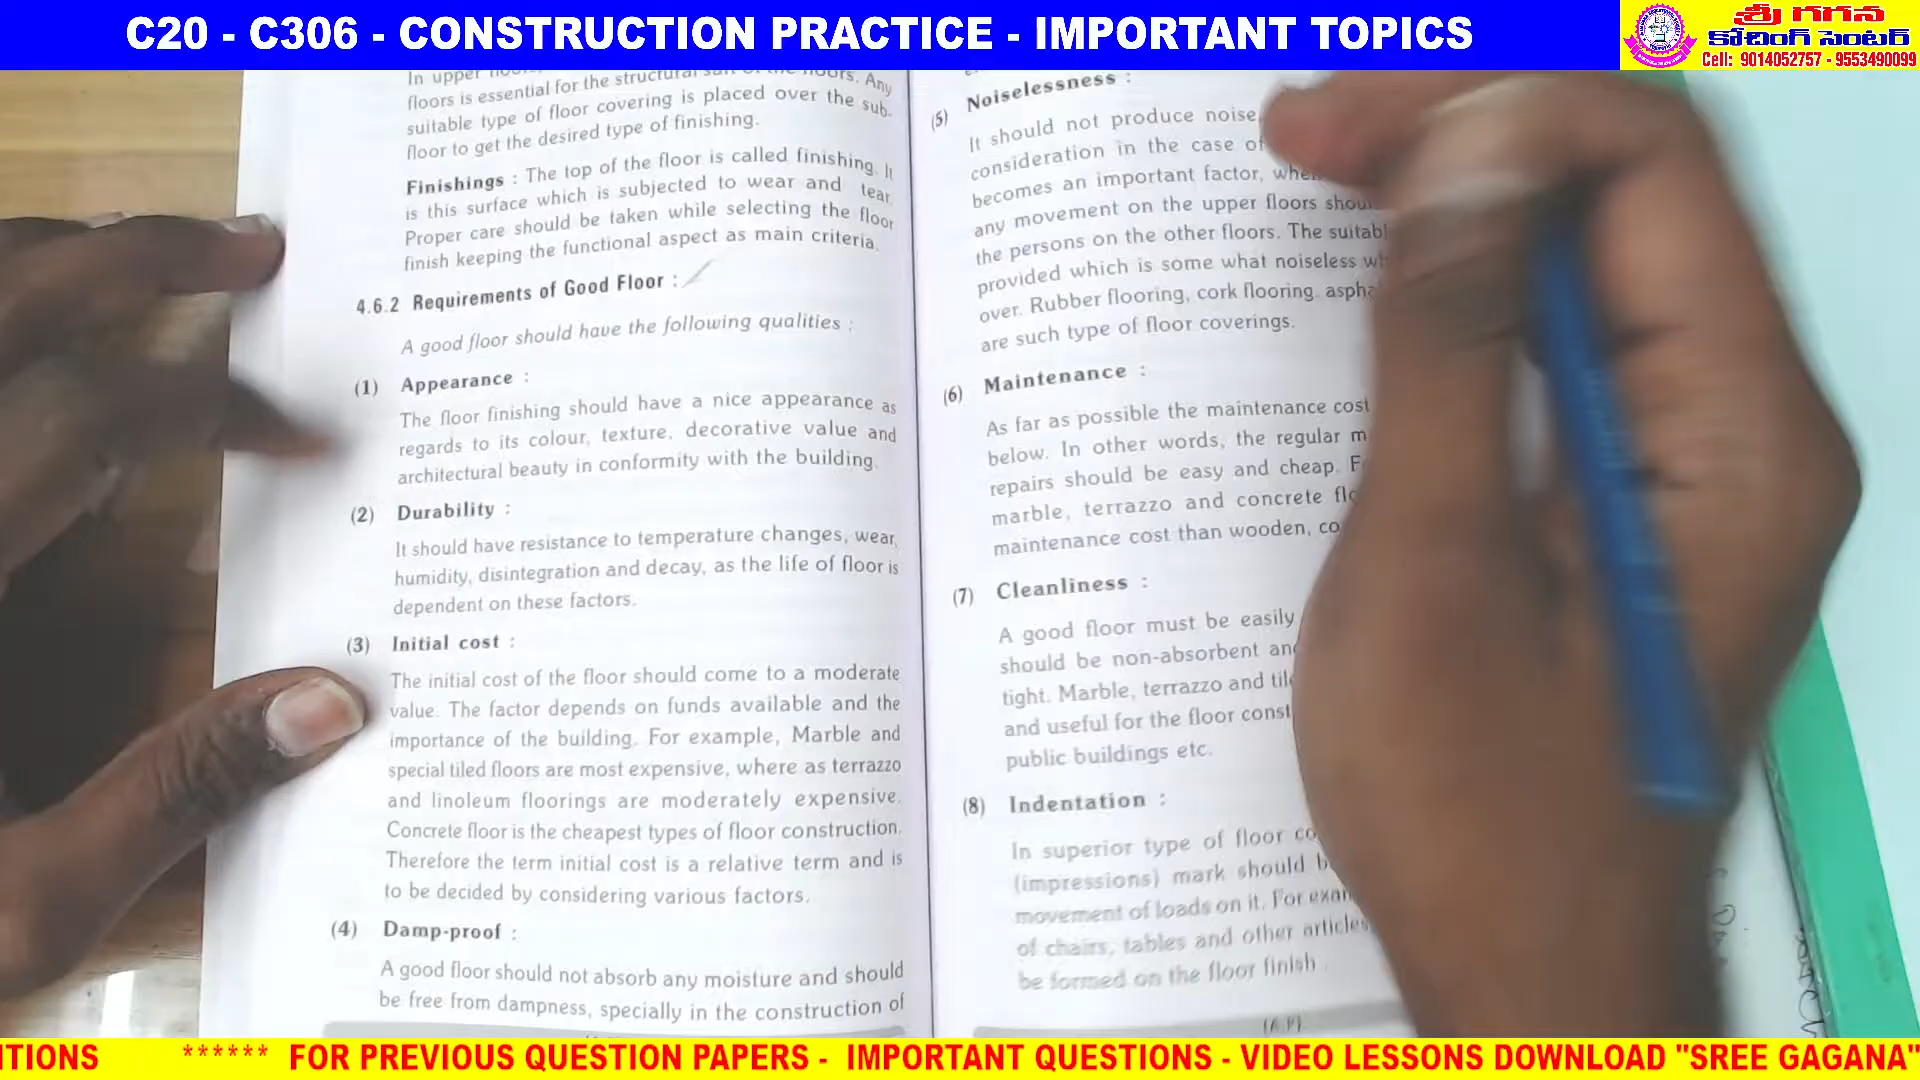 C20 - C306 - CONSTRUCTION PRACTICE - IMPORTANT TOPICS
శ్రీ గగన
కోచింగ్ సెంటర్
Cell: 9014052757 - 9553490099
In upper
floors is essential for the structural floors. Any
suitable type of floor covering is placed over the sub-
floor to get the desired type of finishing.
Finishings : The top of the floor is called finishing. It
is this surface which is subjected to wear and tear.
Proper care should be taken while selecting the floor
finish keeping the functional aspect as main criteria.
4.6.2 Requirements of Good Floor :
A good floor should have the following qualities :
(1) Appearance :
The floor finishing should have a nice appearance as
regards to its colour, texture, decorative value and
architectural beauty in conformity with the building.
(2) Durability :
It should have resistance to temperature changes, wear,
humidity, disintegration and decay, as the life of floor is
dependent on these factors.
(3) Initial cost :
The initial cost of the floor should come to a moderate
value. The factor depends on funds available and the
importance of the building. For example, Marble and
special tiled floors are most expensive, where as terrazzo
and linoleum floorings are moderately expensive.
Concrete floor is the cheapest types of floor construction.
Therefore the term initial cost is a relative term and is
to be decided by considering various factors.
(4) Damp-proof :
A good floor should not absorb any moisture and should
be free from dampness, specially in the construction of
(5) Noiselessness :
It should not produce noise,
consideration in the case of
becomes an important factor,
any movement on the upper floors
the persons on the other floors. The
provided which is some what noiseless
over. Rubber flooring, cork flooring.
are such type of floor coverings.
(6) Maintenance :
As far as possible the maintenance cost
below. In other words, the regular
repairs should be easy and cheap.
marble, terrazzo and concrete
maintenance cost than wooden,
(7) Cleanliness :
A good floor must be easily
should be non-absorbent
tight. Marble, terrazzo and
and useful for the floor
public buildings etc.
(8) Indentation :
In superior type of floor
(impressions) mark should
movement of loads on it. For
of chairs, tables and other articles
be formed on the floor finish
ITIONS ****** FOR PREVIOUS QUESTION PAPERS - IMPORTANT QUESTIONS - VIDEO LESSONS DOWNLOAD "SREE GAGANA"